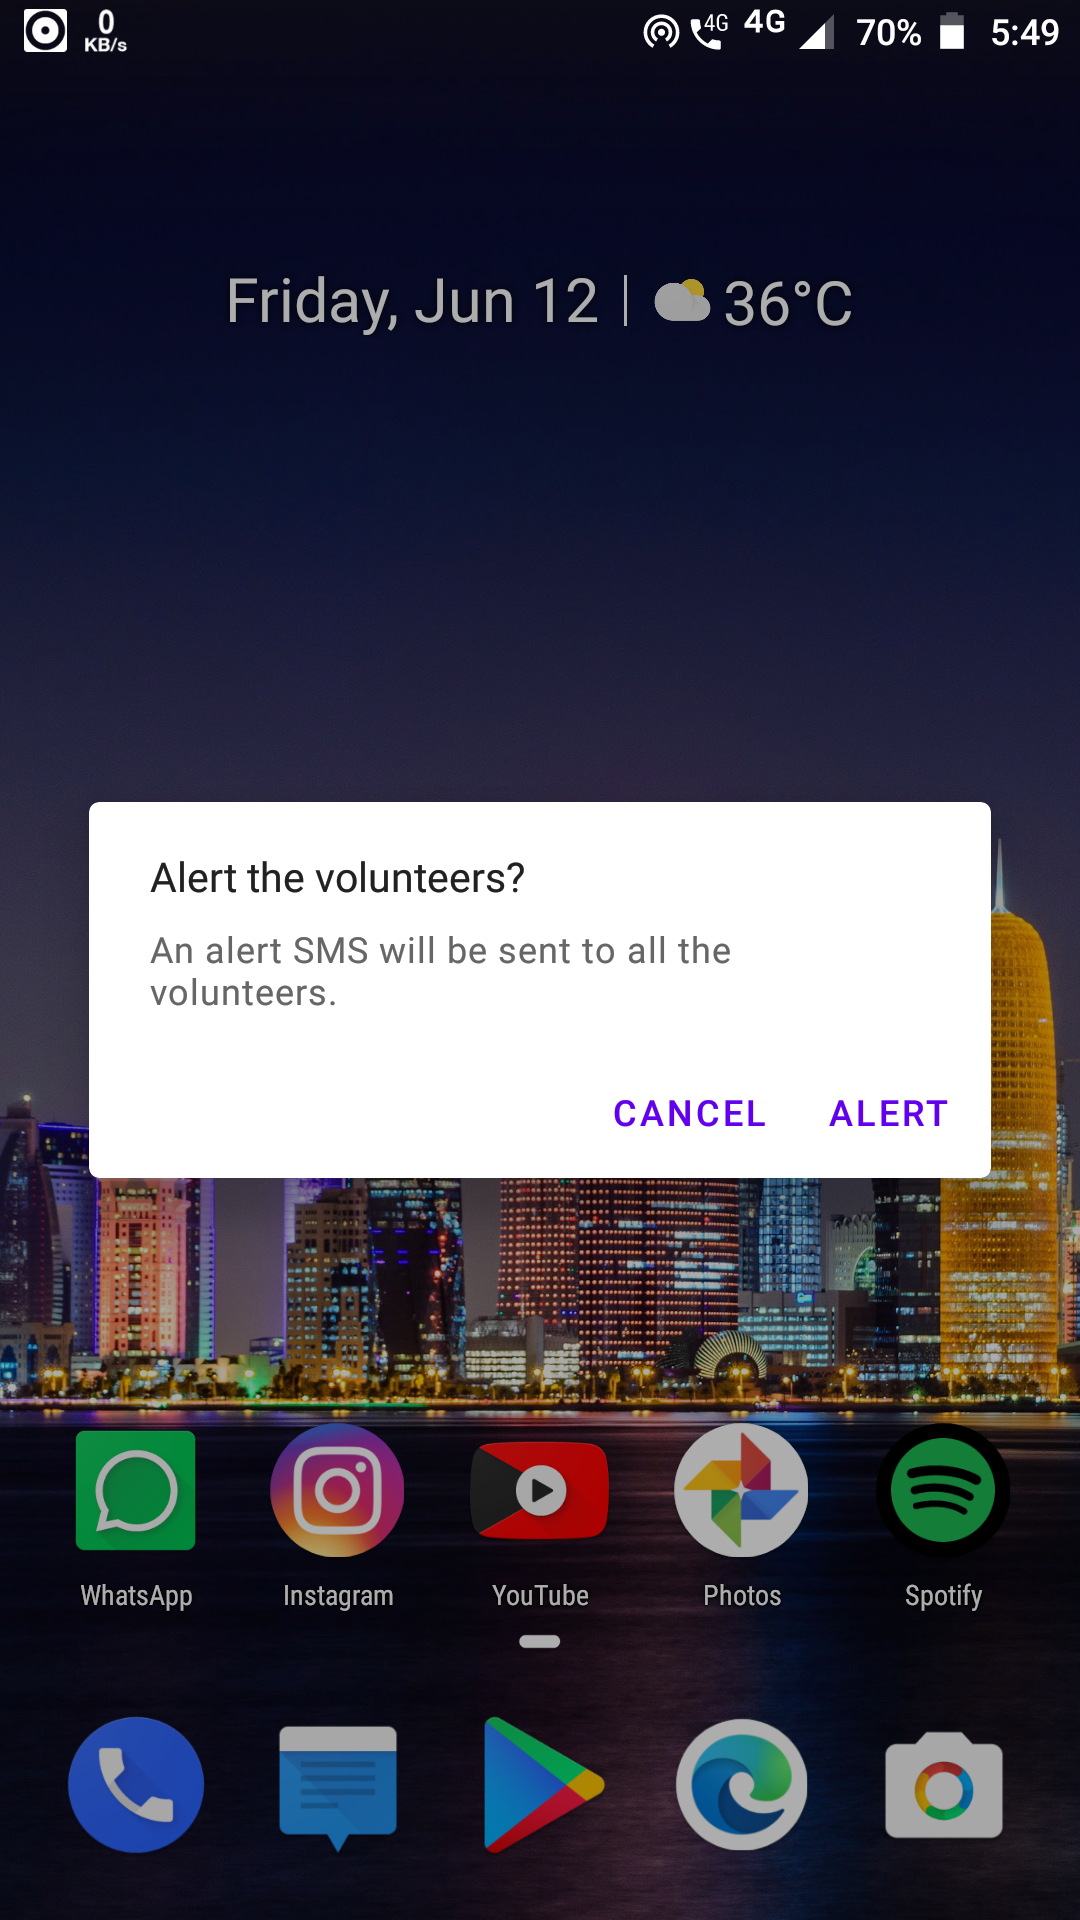 0
KB/s
4G
4G
70%
5:49
Friday, Jun 12
36°C
Alert the volunteers?
An alert SMS will be sent to all the
volunteers.
CANCEL
ALERT
WhatsApp
Instagram
YouTube
Photos
Spotify